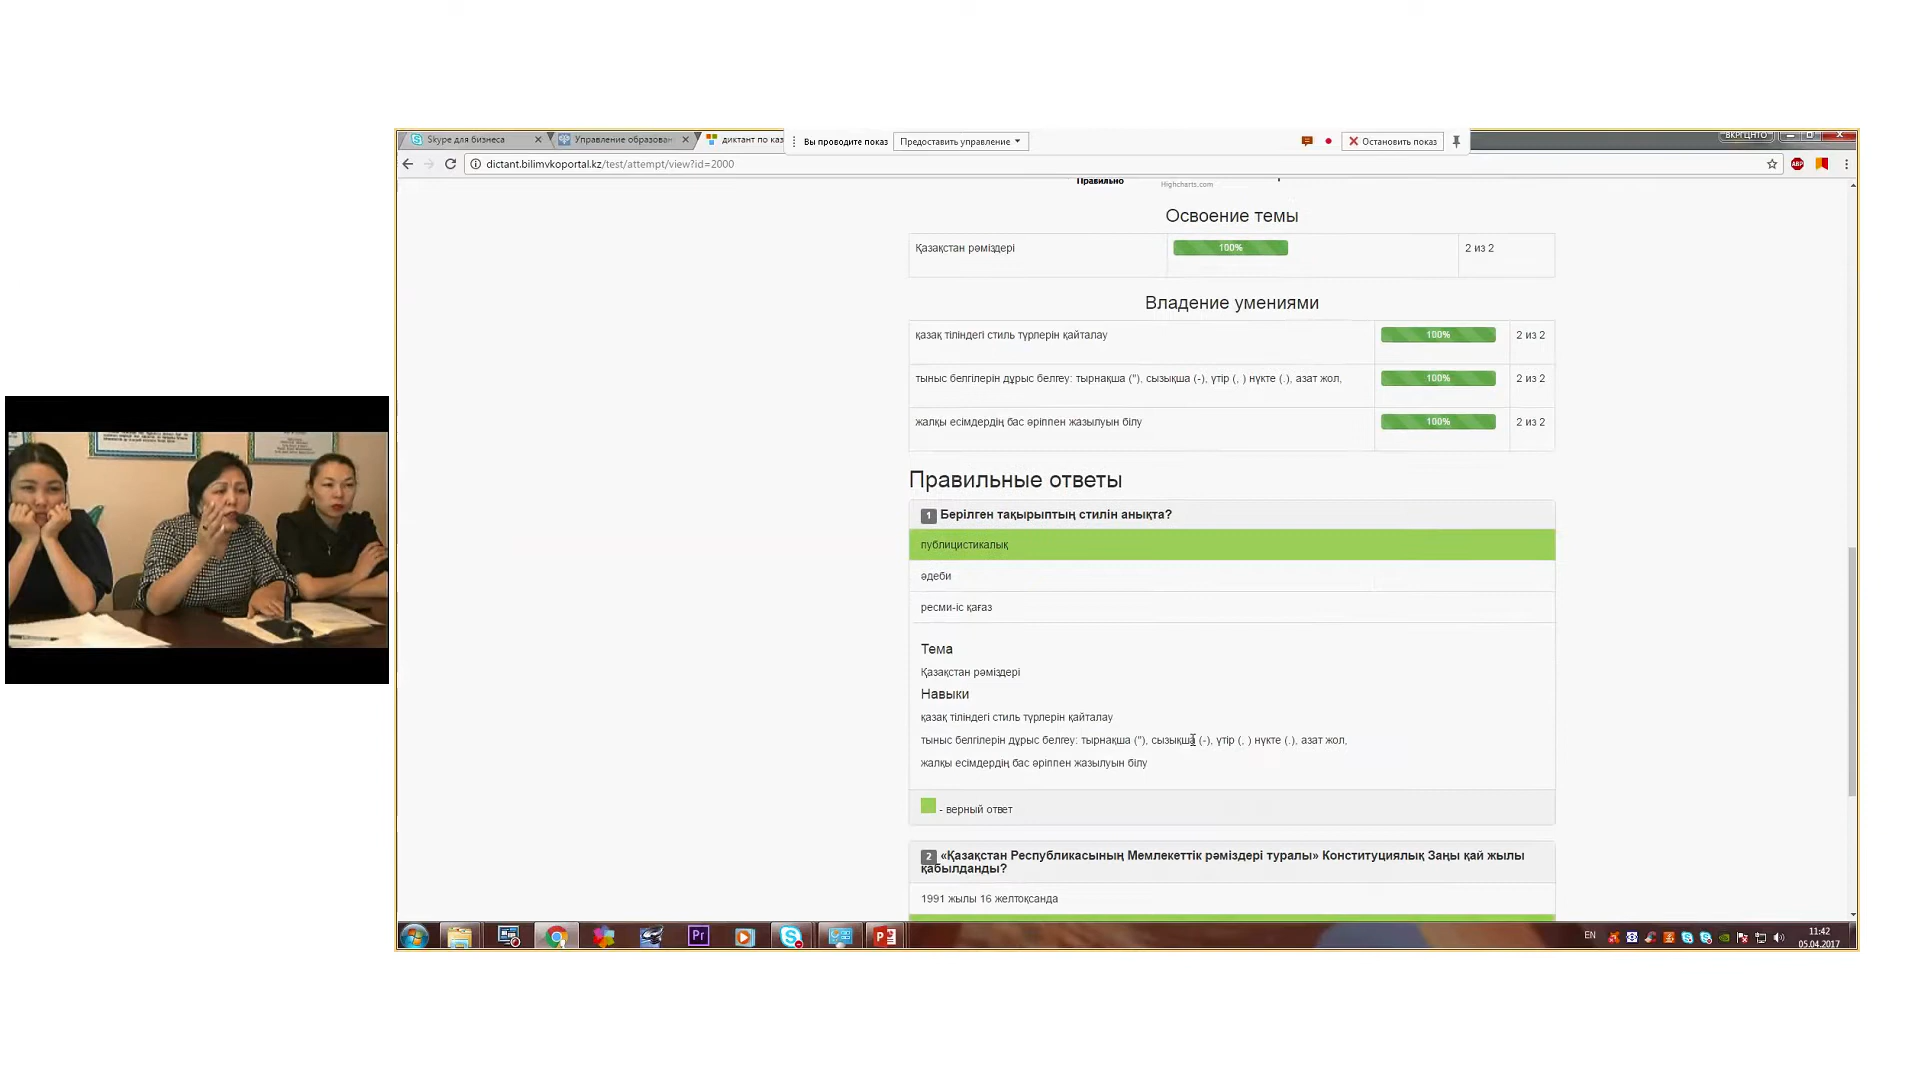 Skype для бизнеса
Управление образован
диктант по каз
Вы проводите показ
Предоставить управление
Остановить показ
ВКРГЦНТО
dictant.bilimvkoportal.kz/test/attempt/view?id=2000
ABP
Правильно
Highcharts.com
Освоение темы
Қазақстан рәміздері 100% 2 из 2
Владение умениями
қазақ тіліндегі стиль түрлерін қайталау 100% 2 из 2
тыныс белгілерін дұрыс белгеу: тырнақша ("), сызықша (-), үтір (, ) нүкте (.), азат жол, 100% 2 из 2
жалқы есімдердің бас әріппен жазылуын білу 100% 2 из 2
Правильные ответы
1 Берілген тақырыптың стилін анықта?
публицистикалық
әдеби
ресми-іс қағаз
Тема
Қазақстан рәміздері
Навыки
қазақ тіліндегі стиль түрлерін қайталау
тыныс белгілерін дұрыс белгеу: тырнақша ("), сызықша (-), үтір (, ) нүкте (.), азат жол,
жалқы есімдердің бас әріппен жазылуын білу
- верный ответ
2 «Қазақстан Республикасының Мемлекеттік рәміздері туралы» Конституциялық Заңы қай жылы
қабылданды?
1991 жылы 16 желтоқсанда
Pr
EN
11:42
05.04.2017